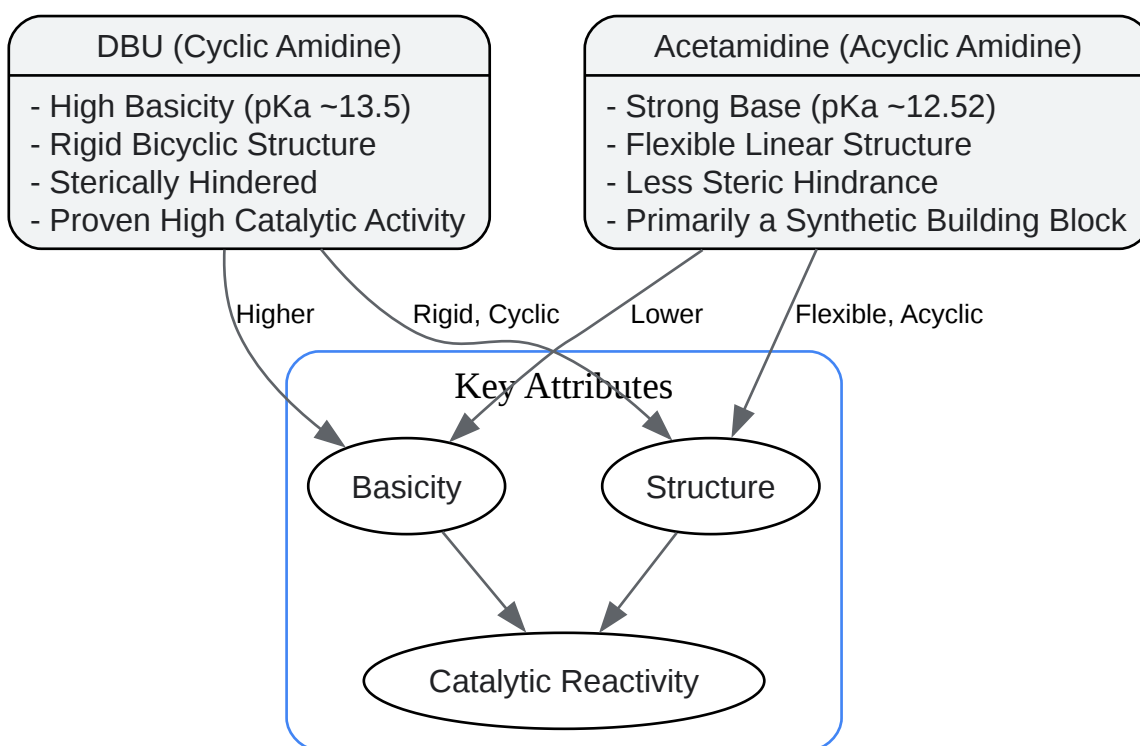 DBU (Cyclic Amidine)
- High Basicity (pKa ~13.5)
- Rigid Bicyclic Structure
- Sterically Hindered
- Proven High Catalytic Activity
Acetamidine (Acyclic Amidine)
- Strong Base (pKa ~12.52)
- Flexible Linear Structure
- Less Steric Hindrance
- Primarily a Synthetic Building Block
Higher
Rigid, Cyclic
Lower
Flexible, Acyclic
Key Attributes
Basicity
Structure
Catalytic Reactivity